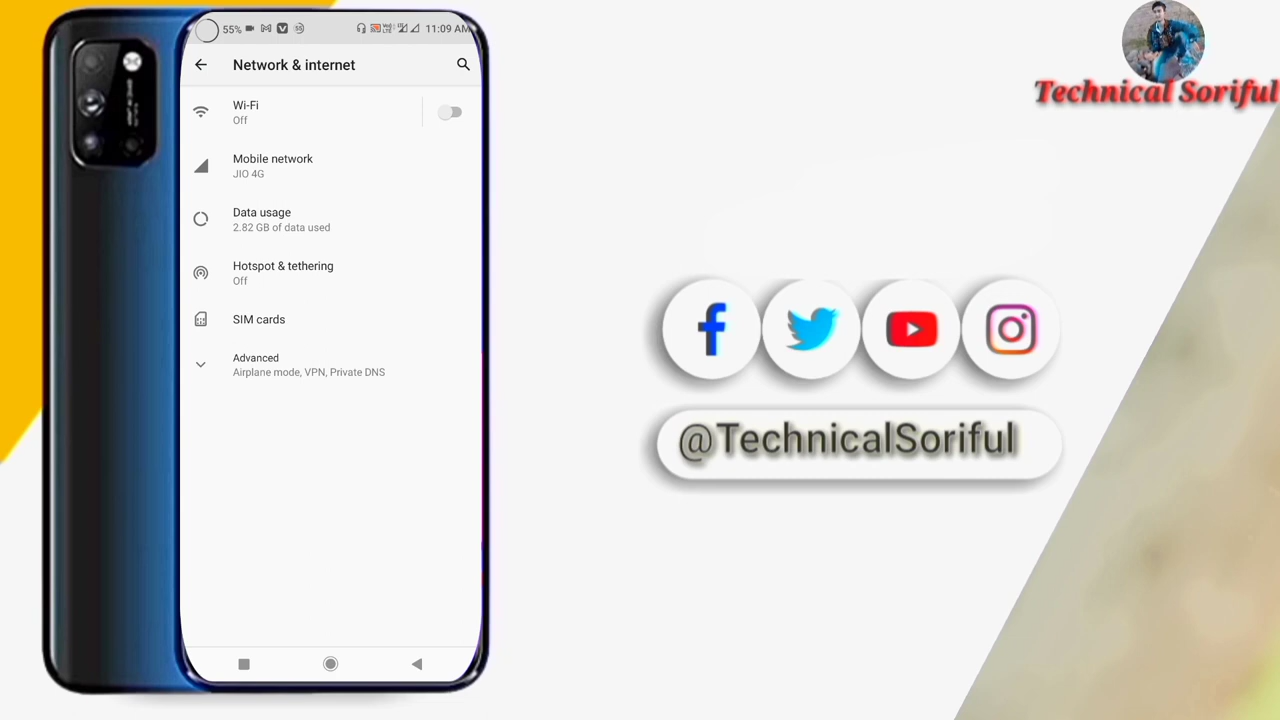 55%
11:09 AM
Network & internet
Wi-Fi
Off
Mobile network
JIO 4G
Data usage
2.82 GB of data used
Hotspot & tethering
Off
SIM cards
Advanced
Airplane mode, VPN, Private DNS
Technical Soriful
@TechnicalSoriful